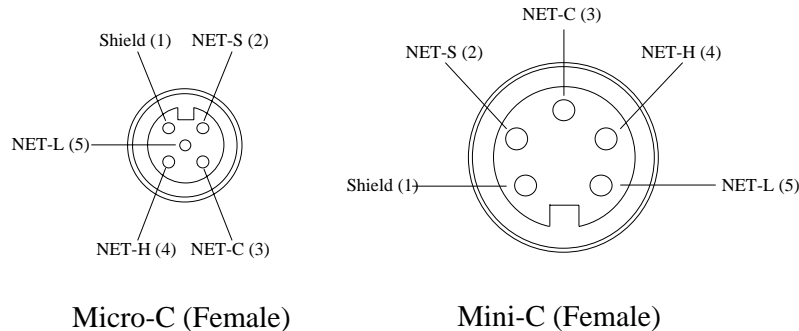 Shield (1)
NET-S (2)
NET-L (5)
NET-H (4)
NET-C (3)
Micro-C (Female)
NET-C (3)
NET-S (2)
NET-H (4)
Shield (1)
NET-L (5)
Mini-C (Female)